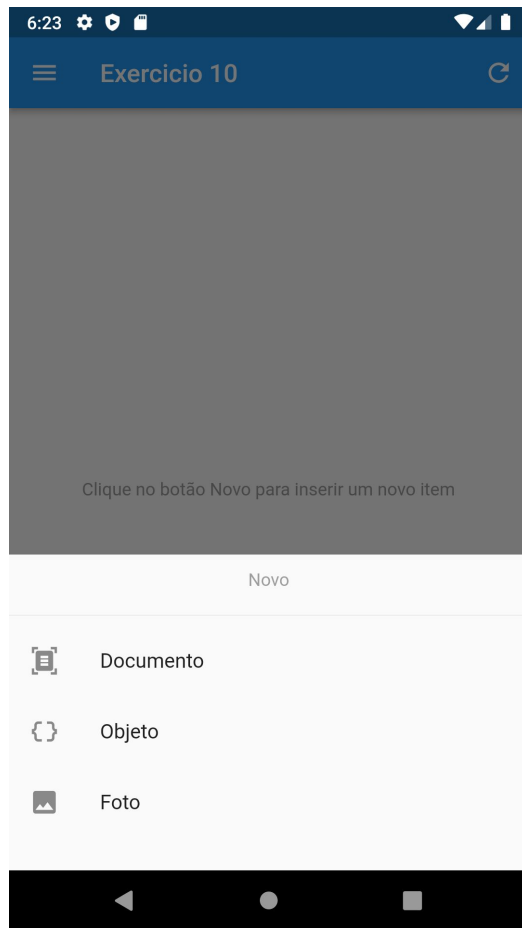 6:23
Exercicio 10
Clique no botão Novo para inserir um novo item
Novo
Documento
Objeto
Foto